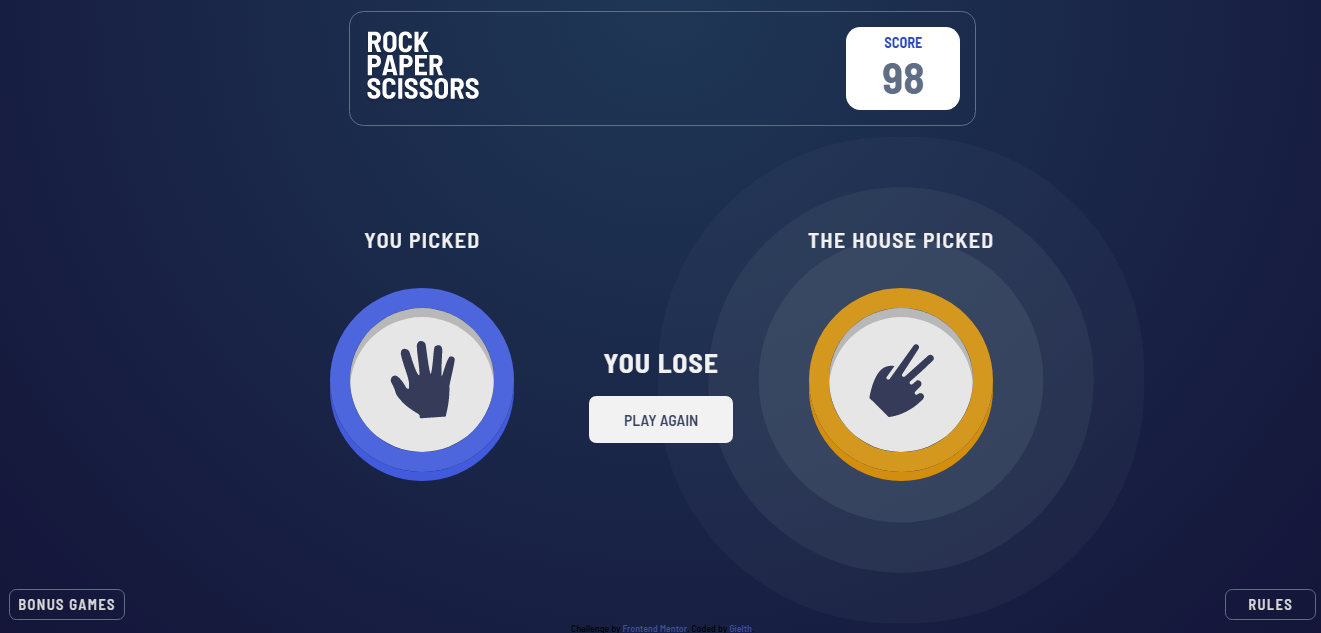 ROCK
PAPER
SCISSORS
SCORE
98
YOU PICKED
THE HOUSE PICKED
YOU LOSE
PLAY AGAIN
BONUS GAMES
RULES
Challenge by Frontend Mentor. Coded by Gielth